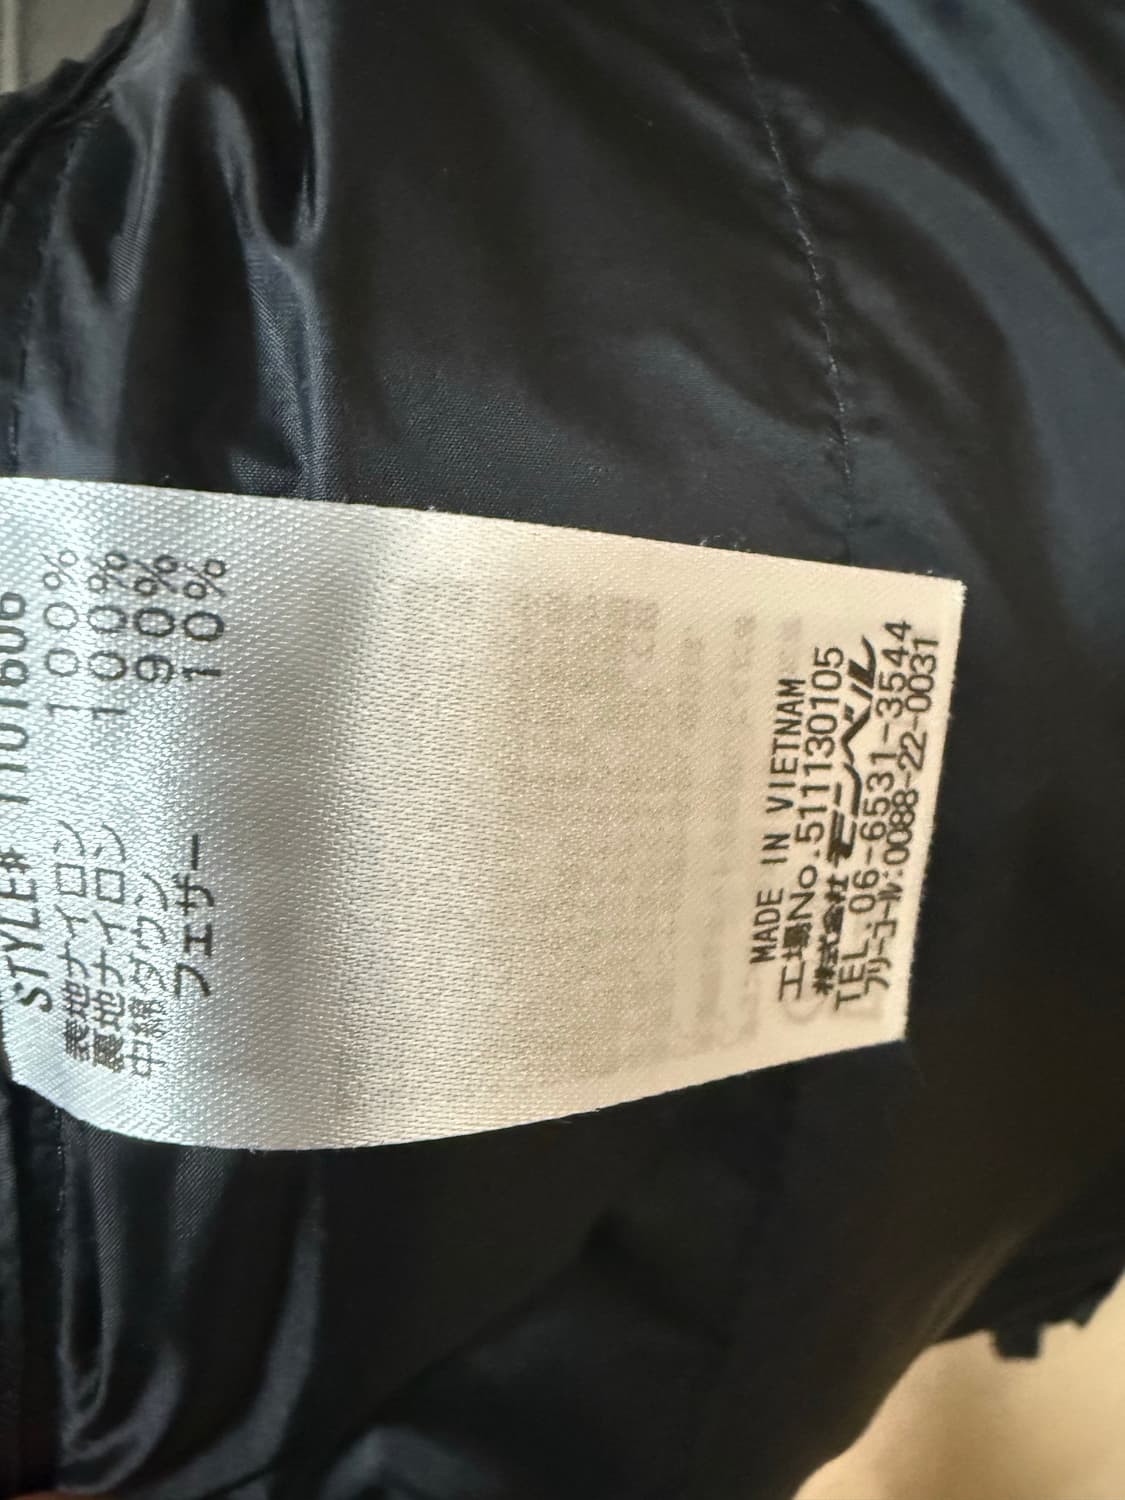 STYLE# 1101606
表地ナイロン 100%
裏地ナイロン 100%
中綿ダウン 90%
フェザー 10%
MADE IN VIETNAM
工場No.511130105
株式会社モンベル
TEL.06-6531-3544
フリーコール:0088-22-0031